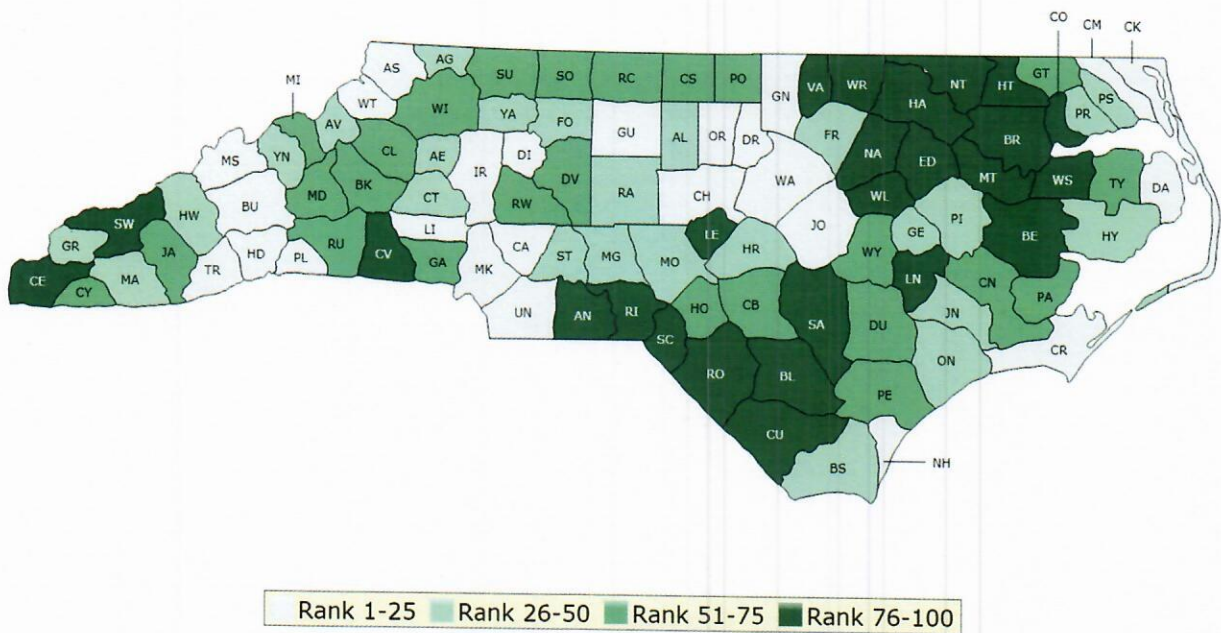 CO CM CK
AS AG SU SO RC CS PO GN VA WR HA NT HT GT PS
MI WT WI YA FO GU AL OR DR FR PR
AV YN CL AE IR DI NA ED BR
MS MD BK CT RW DV RA CH WA WL MT WS TY DA
SW HW BU RU CV LI LE JO PI BE HY
GR JA TR HD PL GA MK CA ST MG MO HR WY GE
CE CY MA UN AN RI HO CB SA LN CN PA
SC DU JN CR
RO BL ON
PE
CU
BS NH
Rank 1-25 Rank 26-50 Rank 51-75 Rank 76-100